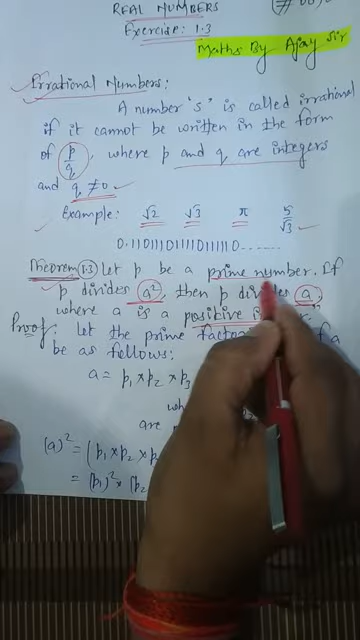 REAL NUMBERS
Exercise: 1.3
Maths By Ajay Sir
Irrational Numbers:
A number 's' is called irrational
if it cannot be written in the form
of p/q, where p and q are integers
and q ≠ 0
Example: √2 √3 π 5/√3
0.11011101111011110.......
Theorem 1.3 Let p be a prime number. If
p divides a², then p divides a,
where a is a positive
Proof: Let the prime of a
be as follows:
a = p₁ × p₂ × p₃
are
(a)² = (p₁ × p₂ ×
= (p₁)² × (p₂